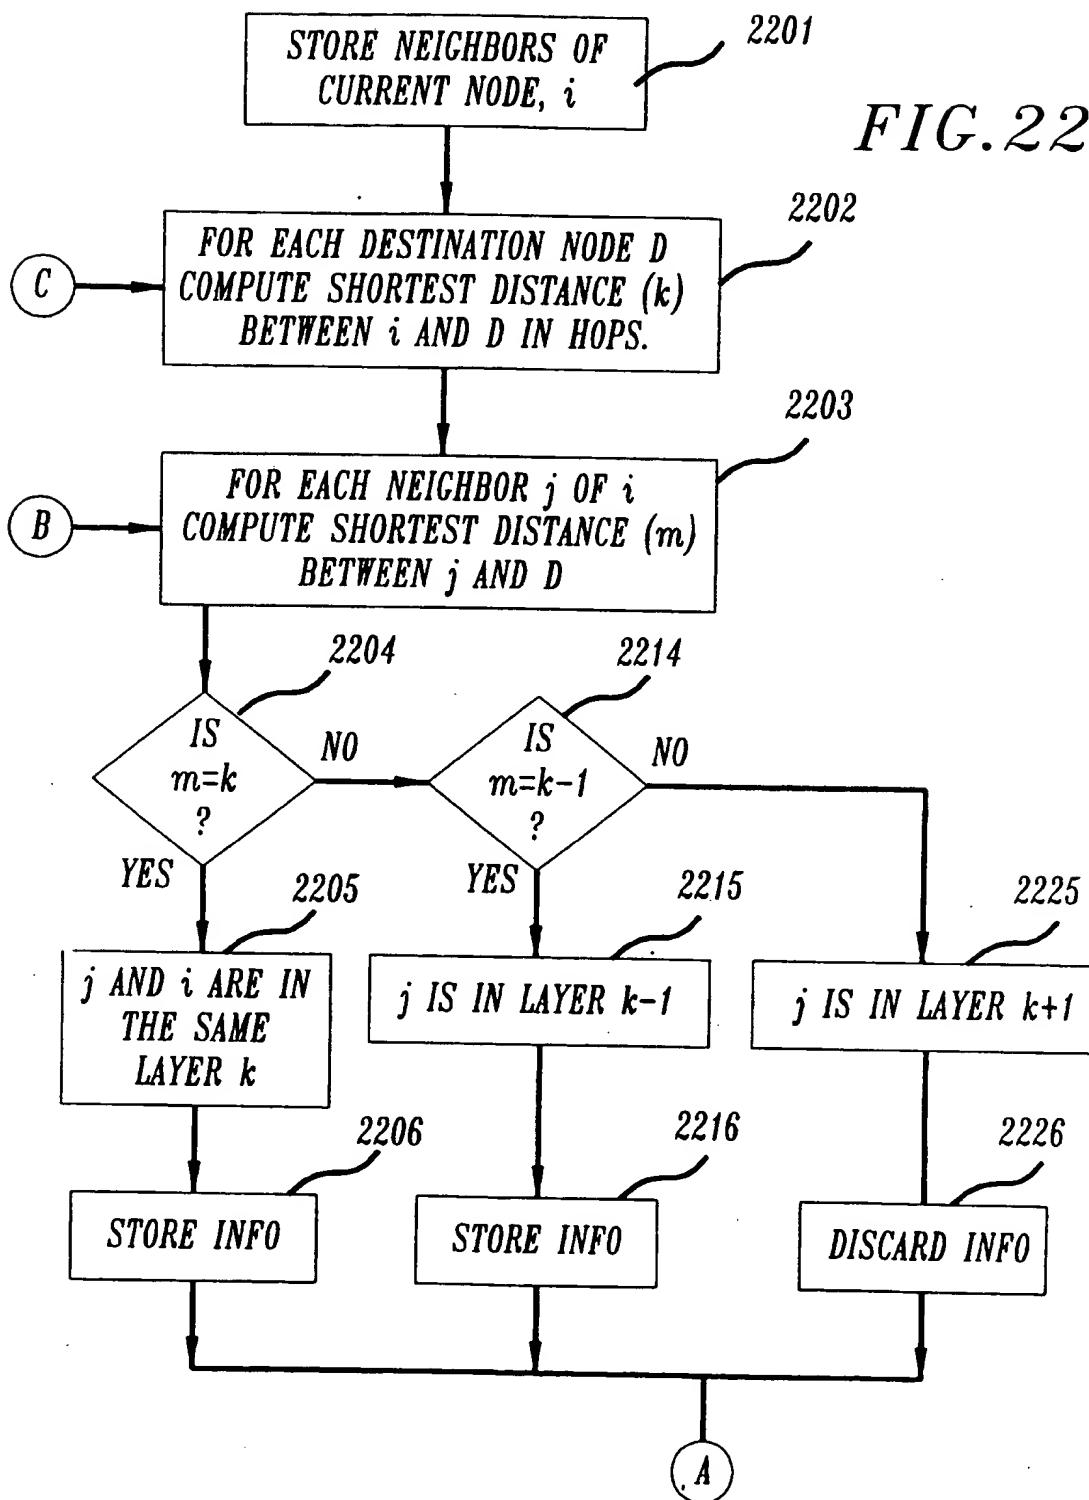 2201
STORE NEIGHBORS OF
CURRENT NODE, i
FIG.22
2202
FOR EACH DESTINATION NODE D
COMPUTE SHORTEST DISTANCE (k)
BETWEEN i AND D IN HOPS.
C
2203
FOR EACH NEIGHBOR j OF i
COMPUTE SHORTEST DISTANCE (m)
BETWEEN j AND D
B
2204
IS
m=k
?
NO
YES
2214
IS
m=k-1
?
NO
YES
2205
j AND i ARE IN
THE SAME
LAYER k
2215
j IS IN LAYER k-1
2225
j IS IN LAYER k+1
2206
STORE INFO
2216
STORE INFO
2226
DISCARD INFO
A